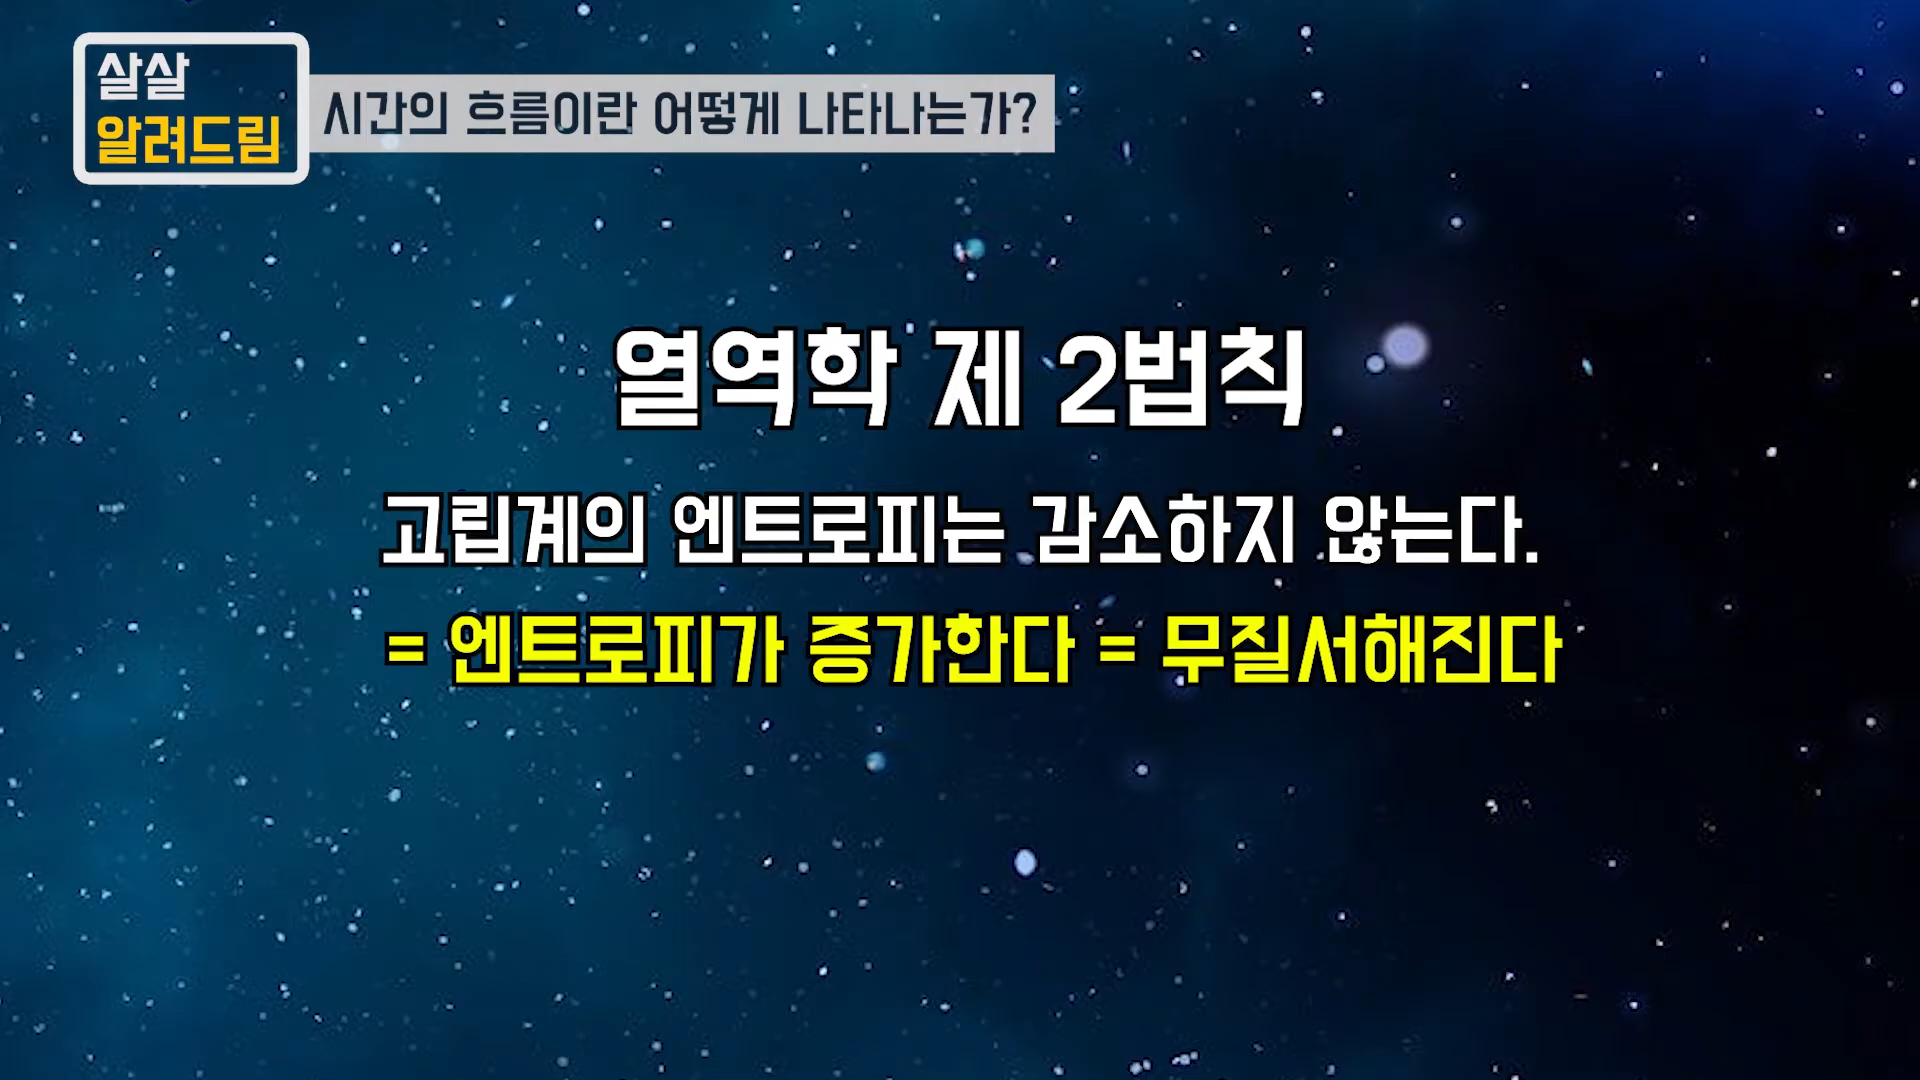 살살
알려드림
시간의 흐름이란 어떻게 나타나는가?
열역학 제 2법칙
고립계의 엔트로피는 감소하지 않는다.
= 엔트로피가 증가한다 = 무질서해진다